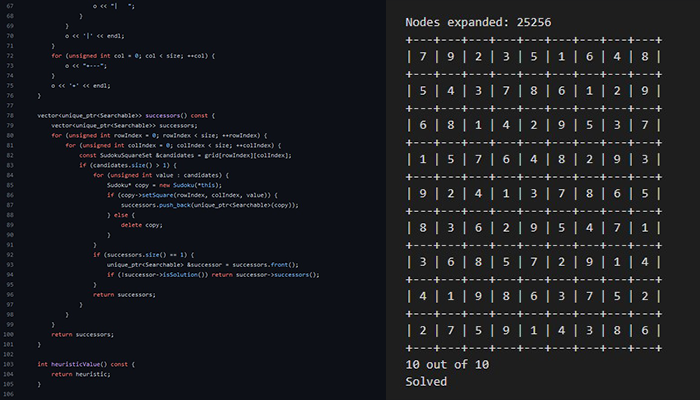 67 o << "|   ";
68 }
69 }
70 o << '|' << endl;
71 }
72 for (unsigned int col = 0; col < size; ++col) {
73 o << "+---";
74 }
75 o << '+' << endl;
76 }
77
78 vector<unique_ptr<Searchable>> successors() const {
79 vector<unique_ptr<Searchable>> successors;
80 for (unsigned int rowIndex = 0; rowIndex < size; ++rowIndex) {
81 for (unsigned int colIndex = 0; colIndex < size; ++colIndex) {
82 const SudokuSquareSet &candidates = grid[rowIndex][colIndex];
83 if (candidates.size() > 1) {
84 for (unsigned int value : candidates) {
85 Sudoku* copy = new Sudoku(*this);
86 if (copy->setSquare(rowIndex, colIndex, value)) {
87 successors.push_back(unique_ptr<Searchable>(copy));
88 } else {
89 delete copy;
90 }
91 }
92 if (successors.size() == 1) {
93 unique_ptr<Searchable> &successor = successors.front();
94 if (!successor->isSolution()) return successor->successors();
95 }
96 return successors;
97 }
98 }
99 }
100 return successors;
101 }
102
103 int heuristicValue() const {
104 return heuristic;
105 }
106
Nodes expanded: 25256
+---+---+---+---+---+---+---+---+---+
| 7 | 9 | 2 | 3 | 5 | 1 | 6 | 4 | 8 |
+---+---+---+---+---+---+---+---+---+
| 5 | 4 | 3 | 7 | 8 | 6 | 1 | 2 | 9 |
+---+---+---+---+---+---+---+---+---+
| 6 | 8 | 1 | 4 | 2 | 9 | 5 | 3 | 7 |
+---+---+---+---+---+---+---+---+---+
| 1 | 5 | 7 | 6 | 4 | 8 | 2 | 9 | 3 |
+---+---+---+---+---+---+---+---+---+
| 9 | 2 | 4 | 1 | 3 | 7 | 8 | 6 | 5 |
+---+---+---+---+---+---+---+---+---+
| 8 | 3 | 6 | 2 | 9 | 5 | 4 | 7 | 1 |
+---+---+---+---+---+---+---+---+---+
| 3 | 6 | 8 | 5 | 7 | 2 | 9 | 1 | 4 |
+---+---+---+---+---+---+---+---+---+
| 4 | 1 | 9 | 8 | 6 | 3 | 7 | 5 | 2 |
+---+---+---+---+---+---+---+---+---+
| 2 | 7 | 5 | 9 | 1 | 4 | 3 | 8 | 6 |
+---+---+---+---+---+---+---+---+---+
10 out of 10
Solved